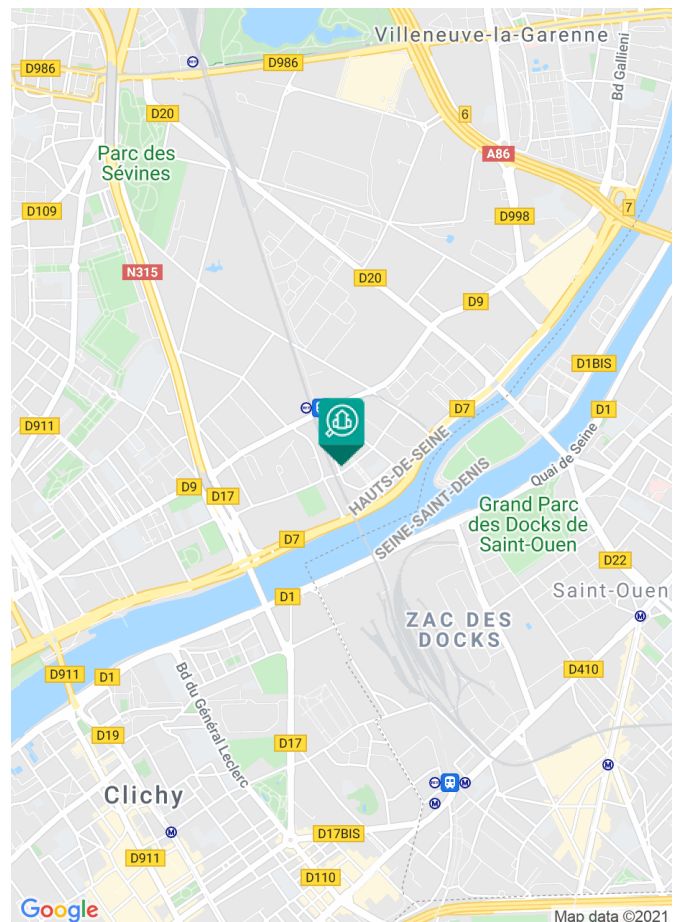 Villeneuve-la-Garenne
D986
D986
Bd Gallieni
D20
6
Parc des
Sévines
A86
D109
D998
7
N315
D20
D9
D1BIS
D911
D7
D1
HAUTS-DE-SEINE
Quai de Seine
SEINE-SAINT-DENIS
D9
D17
Grand Parc
des Docks de
Saint-Ouen
D7
D22
D1
Saint-Ouen
M
ZAC DES
DOCKS
D911
D1
D410
Bd du Général Leclerc
D19
D17
M
M
Clichy
M
M
D17BIS
D911
D110
Google
Map data ©2021